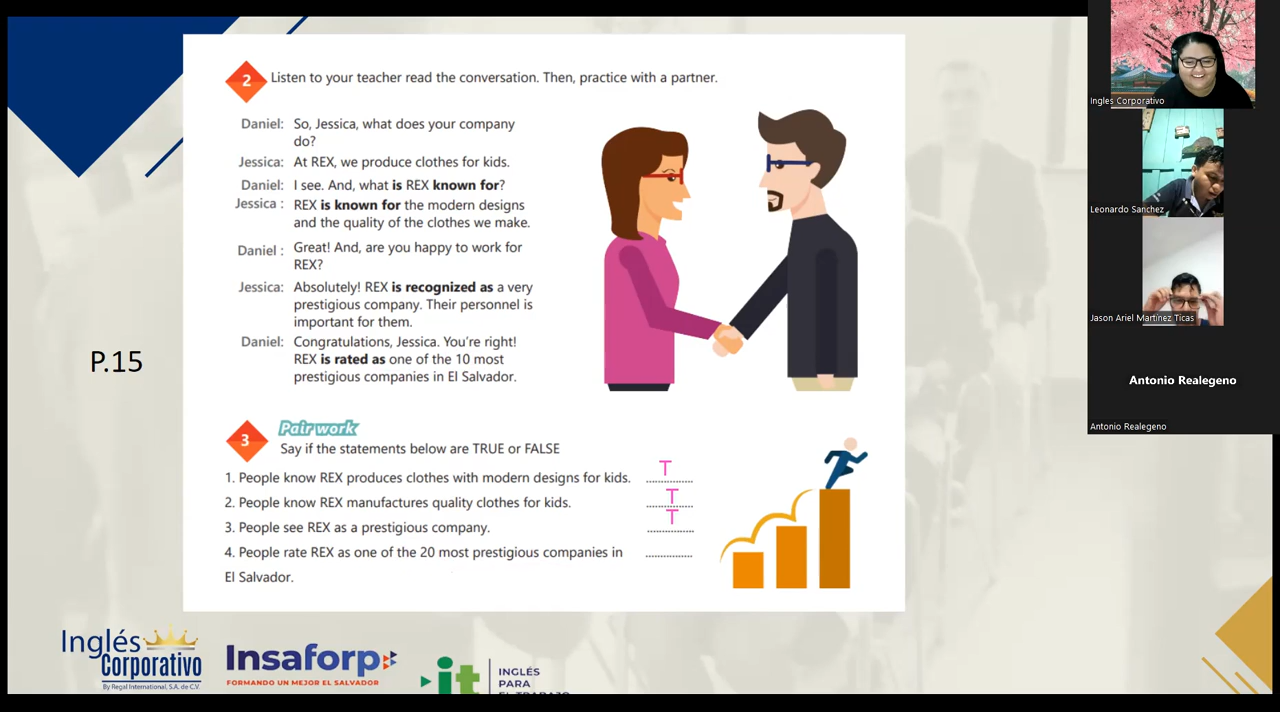 2 Listen to your teacher read the conversation. Then, practice with a partner.
Daniel: So, Jessica, what does your company
do?
Jessica: At REX, we produce clothes for kids.
Daniel: I see. And, what is REX known for?
Jessica : REX is known for the modern designs
and the quality of the clothes we make.
Daniel : Great! And, are you happy to work for
REX?
Jessica: Absolutely! REX is recognized as a very
prestigious company. Their personnel is
important for them.
Daniel: Congratulations, Jessica. You're right!
REX is rated as one of the 10 most
prestigious companies in El Salvador.
P.15
3 Pair work
Say if the statements below are TRUE or FALSE
1. People know REX produces clothes with modern designs for kids. T
2. People know REX manufactures quality clothes for kids. T
3. People see REX as a prestigious company. T
4. People rate REX as one of the 20 most prestigious companies in ................
El Salvador.
Inglés
Corporativo
By Regal International, S.A. de C.V.
Insaforp
FORMANDO UN MEJOR EL SALVADOR
it
INGLÉS
PARA
EL TRABAJO
Ingles Corporativo
Leonardo Sanchez
Jason Ariel Martinez Ticas
Antonio Realegeno
Antonio Realegeno